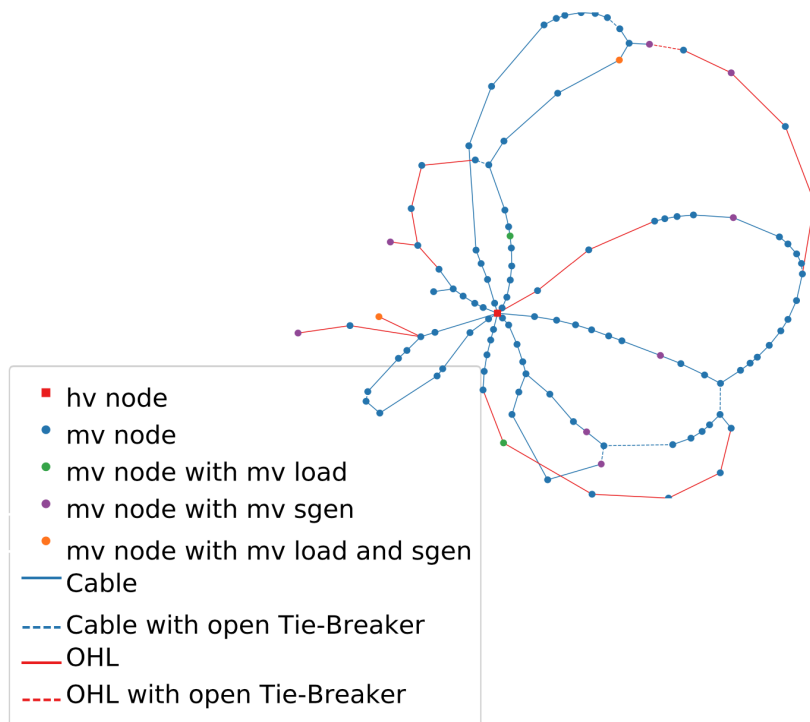 hv node
mv node
mv node with mv load
mv node with mv sgen
mv node with mv load and sgen
Cable
Cable with open Tie-Breaker
OHL
OHL with open Tie-Breaker